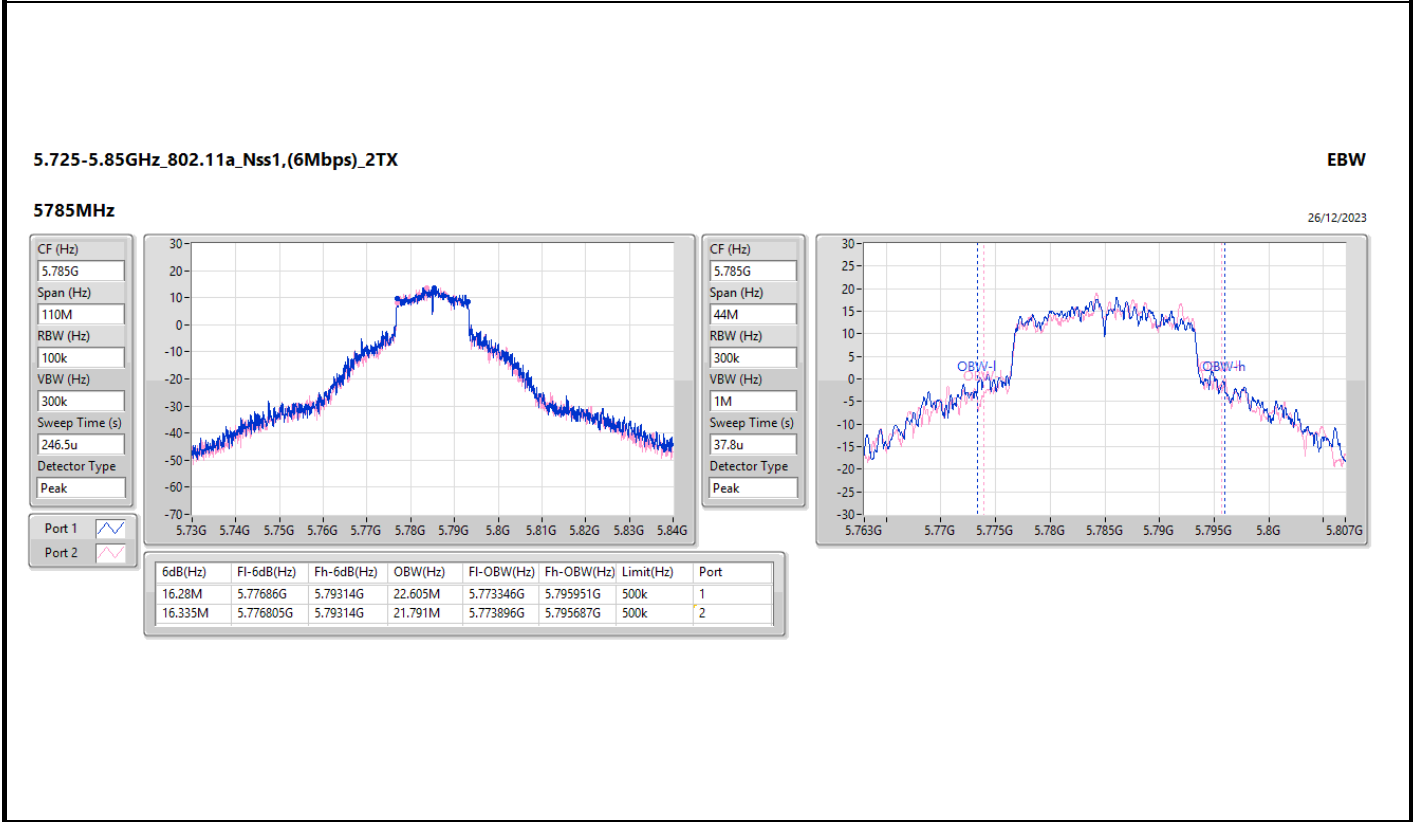 5.725-5.85GHz_802.11a_Nss1,(6Mbps)_2TX
EBW
5785MHz
26/12/2023
CF (Hz)
5.785G
Span (Hz)
110M
RBW (Hz)
100k
VBW (Hz)
300k
Sweep Time (s)
246.5u
Detector Type
Peak
Port 1
Port 2
30
20
10
0
-10
-20
-30
-40
-50
-60
-70
5.73G 5.74G 5.75G 5.76G 5.77G 5.78G 5.79G 5.8G 5.81G 5.82G 5.83G 5.84G
CF (Hz)
5.785G
Span (Hz)
44M
RBW (Hz)
300k
VBW (Hz)
1M
Sweep Time (s)
37.8u
Detector Type
Peak
30
25
20
15
10
5
0
-5
-10
-15
-20
-25
-30
OBW-l
OBW-h
5.763G 5.77G 5.775G 5.78G 5.785G 5.79G 5.795G 5.8G 5.807G
6dB(Hz) Fl-6dB(Hz) Fh-6dB(Hz) OBW(Hz) Fl-OBW(Hz) Fh-OBW(Hz) Limit(Hz) Port
16.28M 5.77686G 5.79314G 22.605M 5.773346G 5.795951G 500k 1
16.335M 5.776805G 5.79314G 21.791M 5.773896G 5.795687G 500k 2